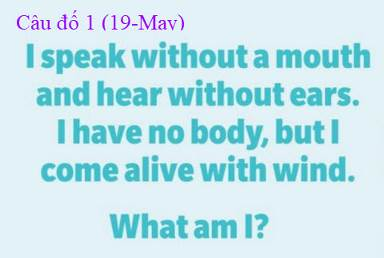 Câu đố 1 (19-May)
I speak without a mouth
and hear without ears.
I have no body, but I
come alive with wind.
What am I?